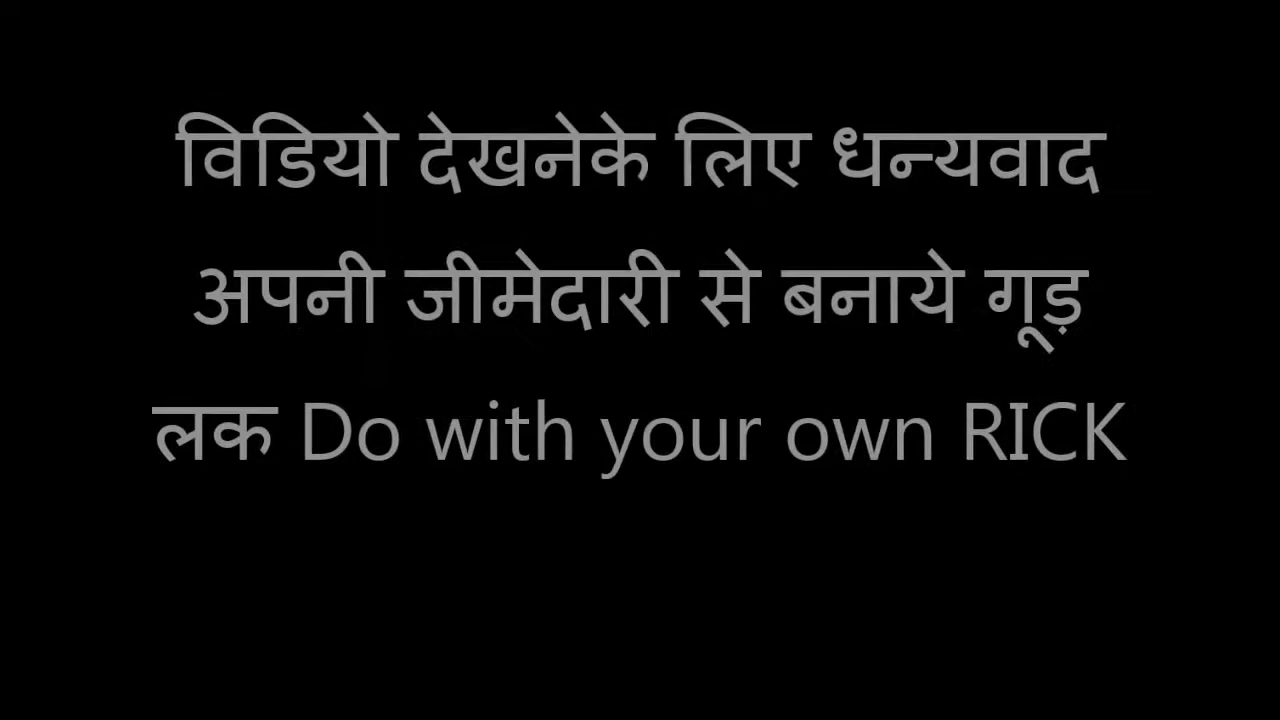 विडियो देखनेके लिए धन्यवाद
अपनी जीमेदारी से बनाये गूड़
लक Do with your own RICK